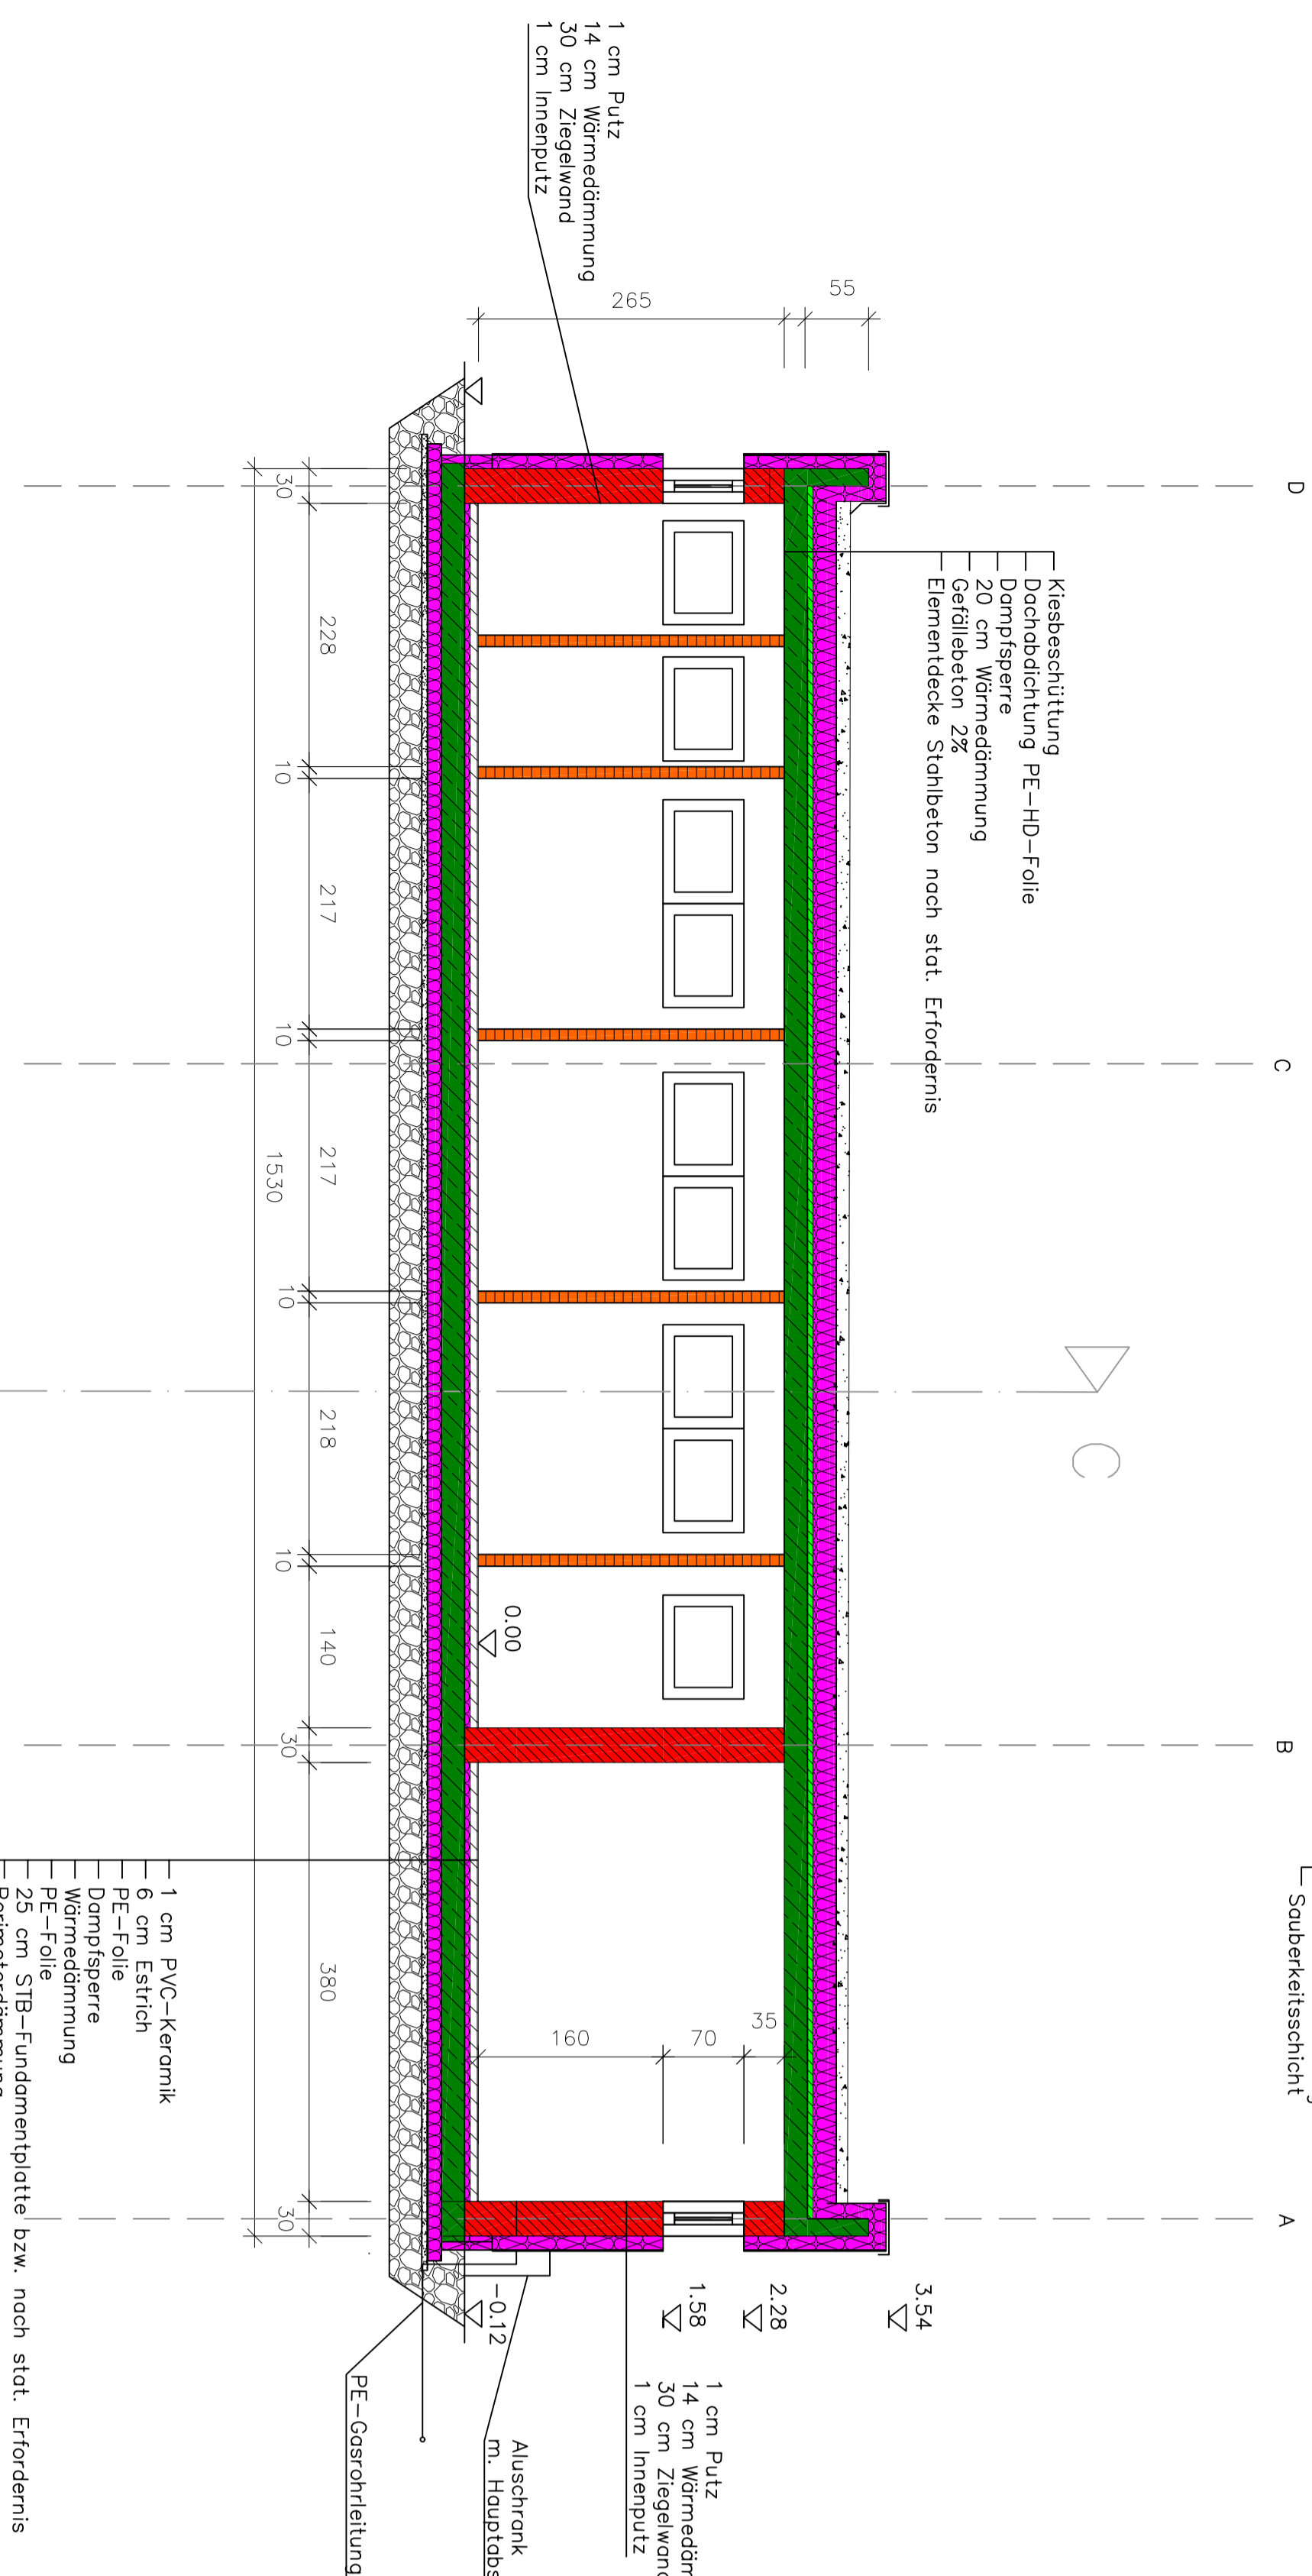 D
C
B
A
C
Sauberkeitsschicht
Kiesbeschüttung
Dachabdichtung PE-HD-Folie
Dampfsperre
20 cm Wärmedämmung
Gefällebeton 2%
Elementdecke Stahlbeton nach stat. Erfordernis
1 cm Putz
14 cm Wärmedämmung
30 cm Ziegelwand
1 cm Innenputz
55
265
35
70
160
0.00
3.54
2.28
1.58
-0.12
1 cm Putz
14 cm Wärmedäm
30 cm Ziegelwand
1 cm Innenputz
Aluschrank
m. Hauptabs
PE-Gasrohrleitung
30
228
10
217
10
217
10
218
10
140
30
380
30
1530
1 cm PVC-Keramik
6 cm Estrich
PE-Folie
Dampfsperre
Wärmedämmung
PE-Folie
25 cm STB-Fundamentplatte bzw. nach stat. Erfordernis
Perimeterdämmung